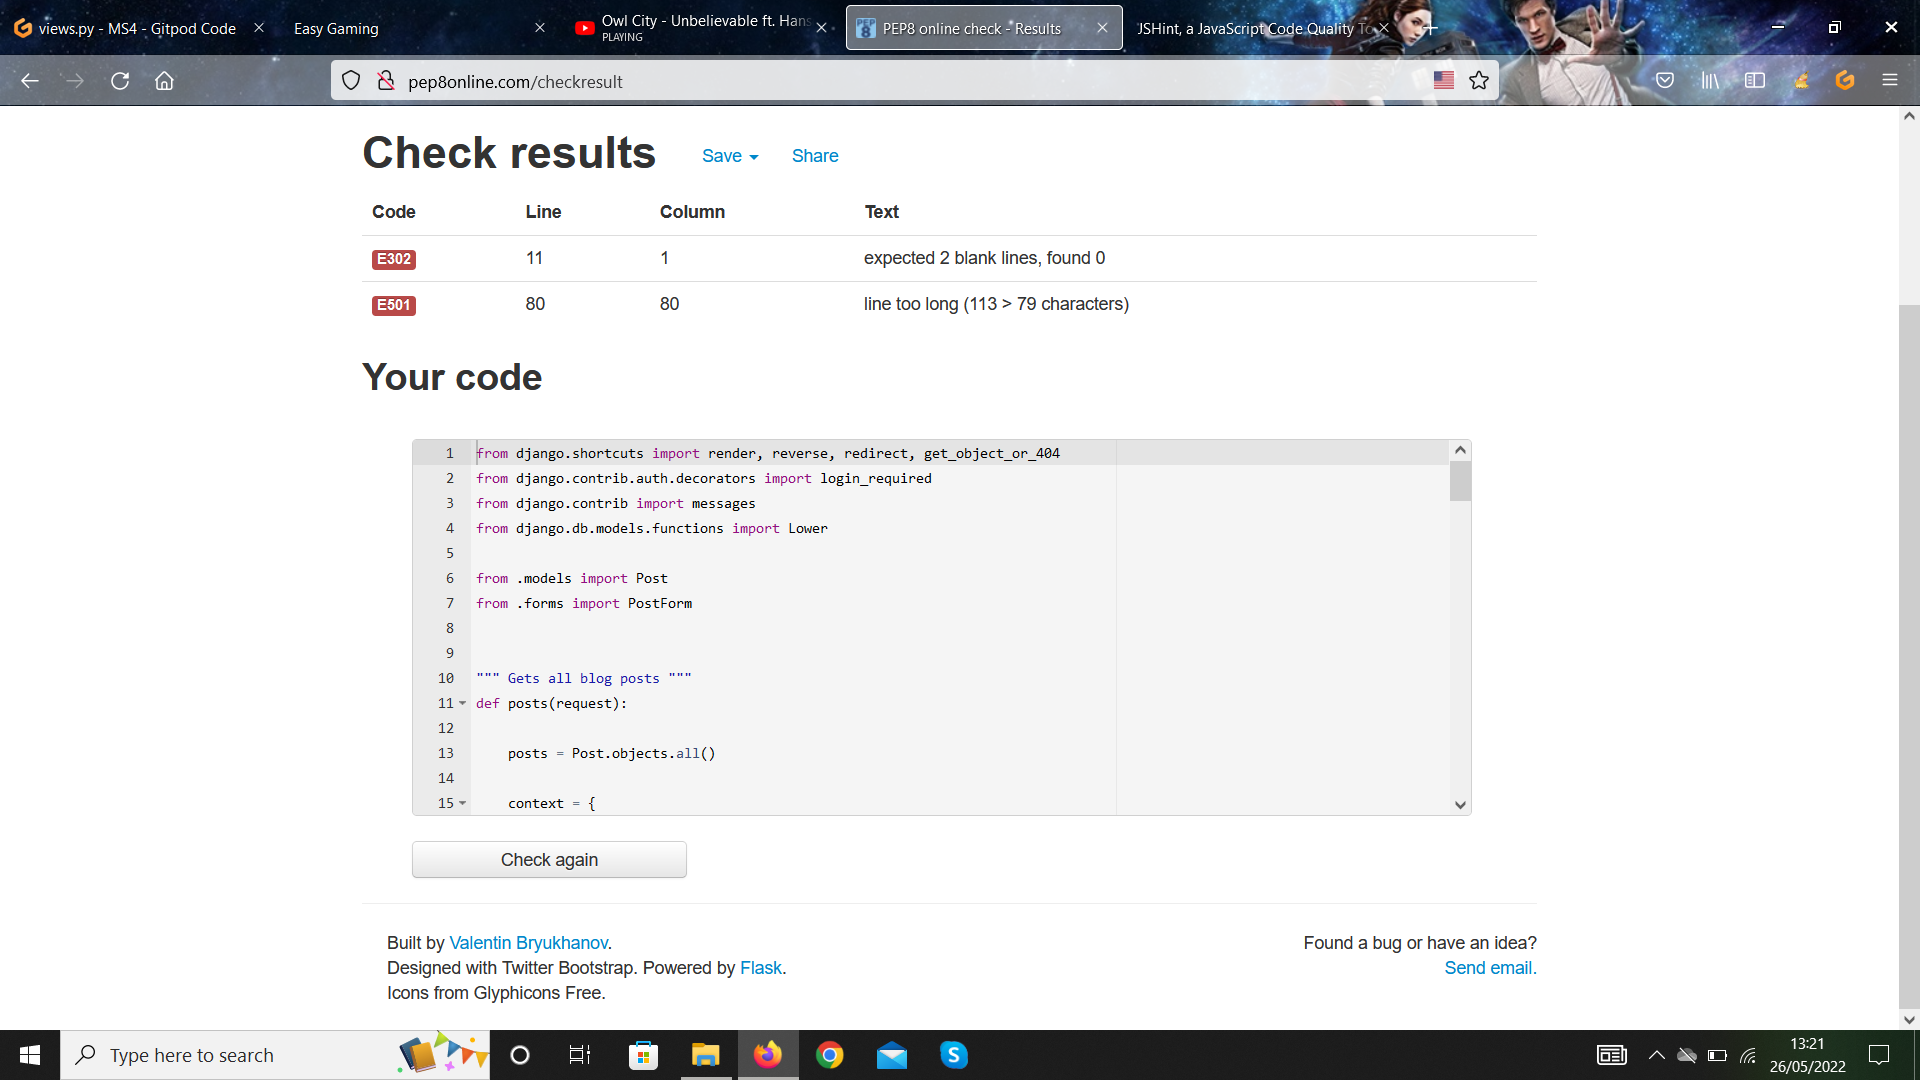 views.py - MS4 - Gitpod Code
Easy Gaming
Owl City - Unbelievable ft. Hans
PLAYING
PEP8 online check - Results
JSHint, a JavaScript Code Quality To
pep8online.com/checkresult
Check results Save Share
Code Line Column Text
E302 11 1 expected 2 blank lines, found 0
E501 80 80 line too long (113 > 79 characters)
Your code
1 from django.shortcuts import render, reverse, redirect, get_object_or_404
2 from django.contrib.auth.decorators import login_required
3 from django.contrib import messages
4 from django.db.models.functions import Lower
5
6 from .models import Post
7 from .forms import PostForm
8
9
10 """ Gets all blog posts """
11 def posts(request):
12
13 posts = Post.objects.all()
14
15 context = {
Check again
Built by Valentin Bryukhanov.
Designed with Twitter Bootstrap. Powered by Flask.
Icons from Glyphicons Free.
Found a bug or have an idea?
Send email.
Type here to search
13:21
26/05/2022